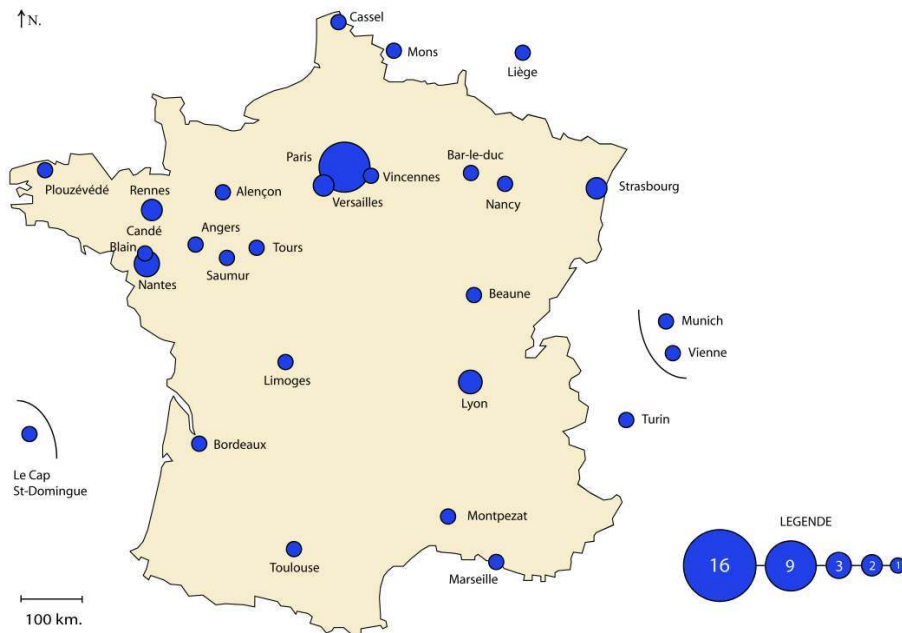 N.
Cassel
Mons
Liège
Paris
Bar-le-duc
Vincennes
Plouzévédé
Rennes
Alençon
Versailles
Nancy
Strasbourg
Candé
Angers
Blain
Tours
Saumur
Nantes
Beaune
Munich
Vienne
Limoges
Lyon
Turin
Bordeaux
Le Cap
St-Domingue
Montpezat
LEGENDE
Toulouse
Marseille
16 9 3 2 1
100 km.